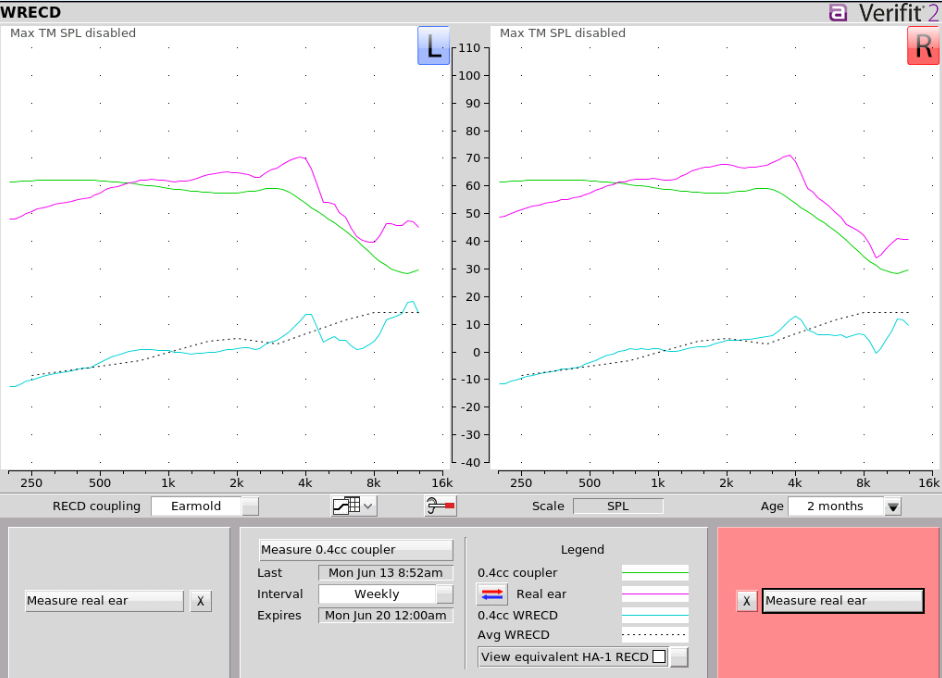 WRECD
a Verifit 2
Max TM SPL disabled
L
Max TM SPL disabled
R
110
100
90
80
70
60
50
40
30
20
10
0
-10
-20
-30
-40
250 500 1k 2k 4k 8k 16k
250 500 1k 2k 4k 8k 16k
RECD coupling Earmold Scale SPL Age 2 months
Measure real ear X
Measure 0.4cc coupler
Last Mon Jun 13 8:52am
Interval Weekly
Expires Mon Jun 20 12:00am
Legend
0.4cc coupler
Real ear
0.4cc WRECD
Avg WRECD
View equivalent HA-1 RECD
X Measure real ear